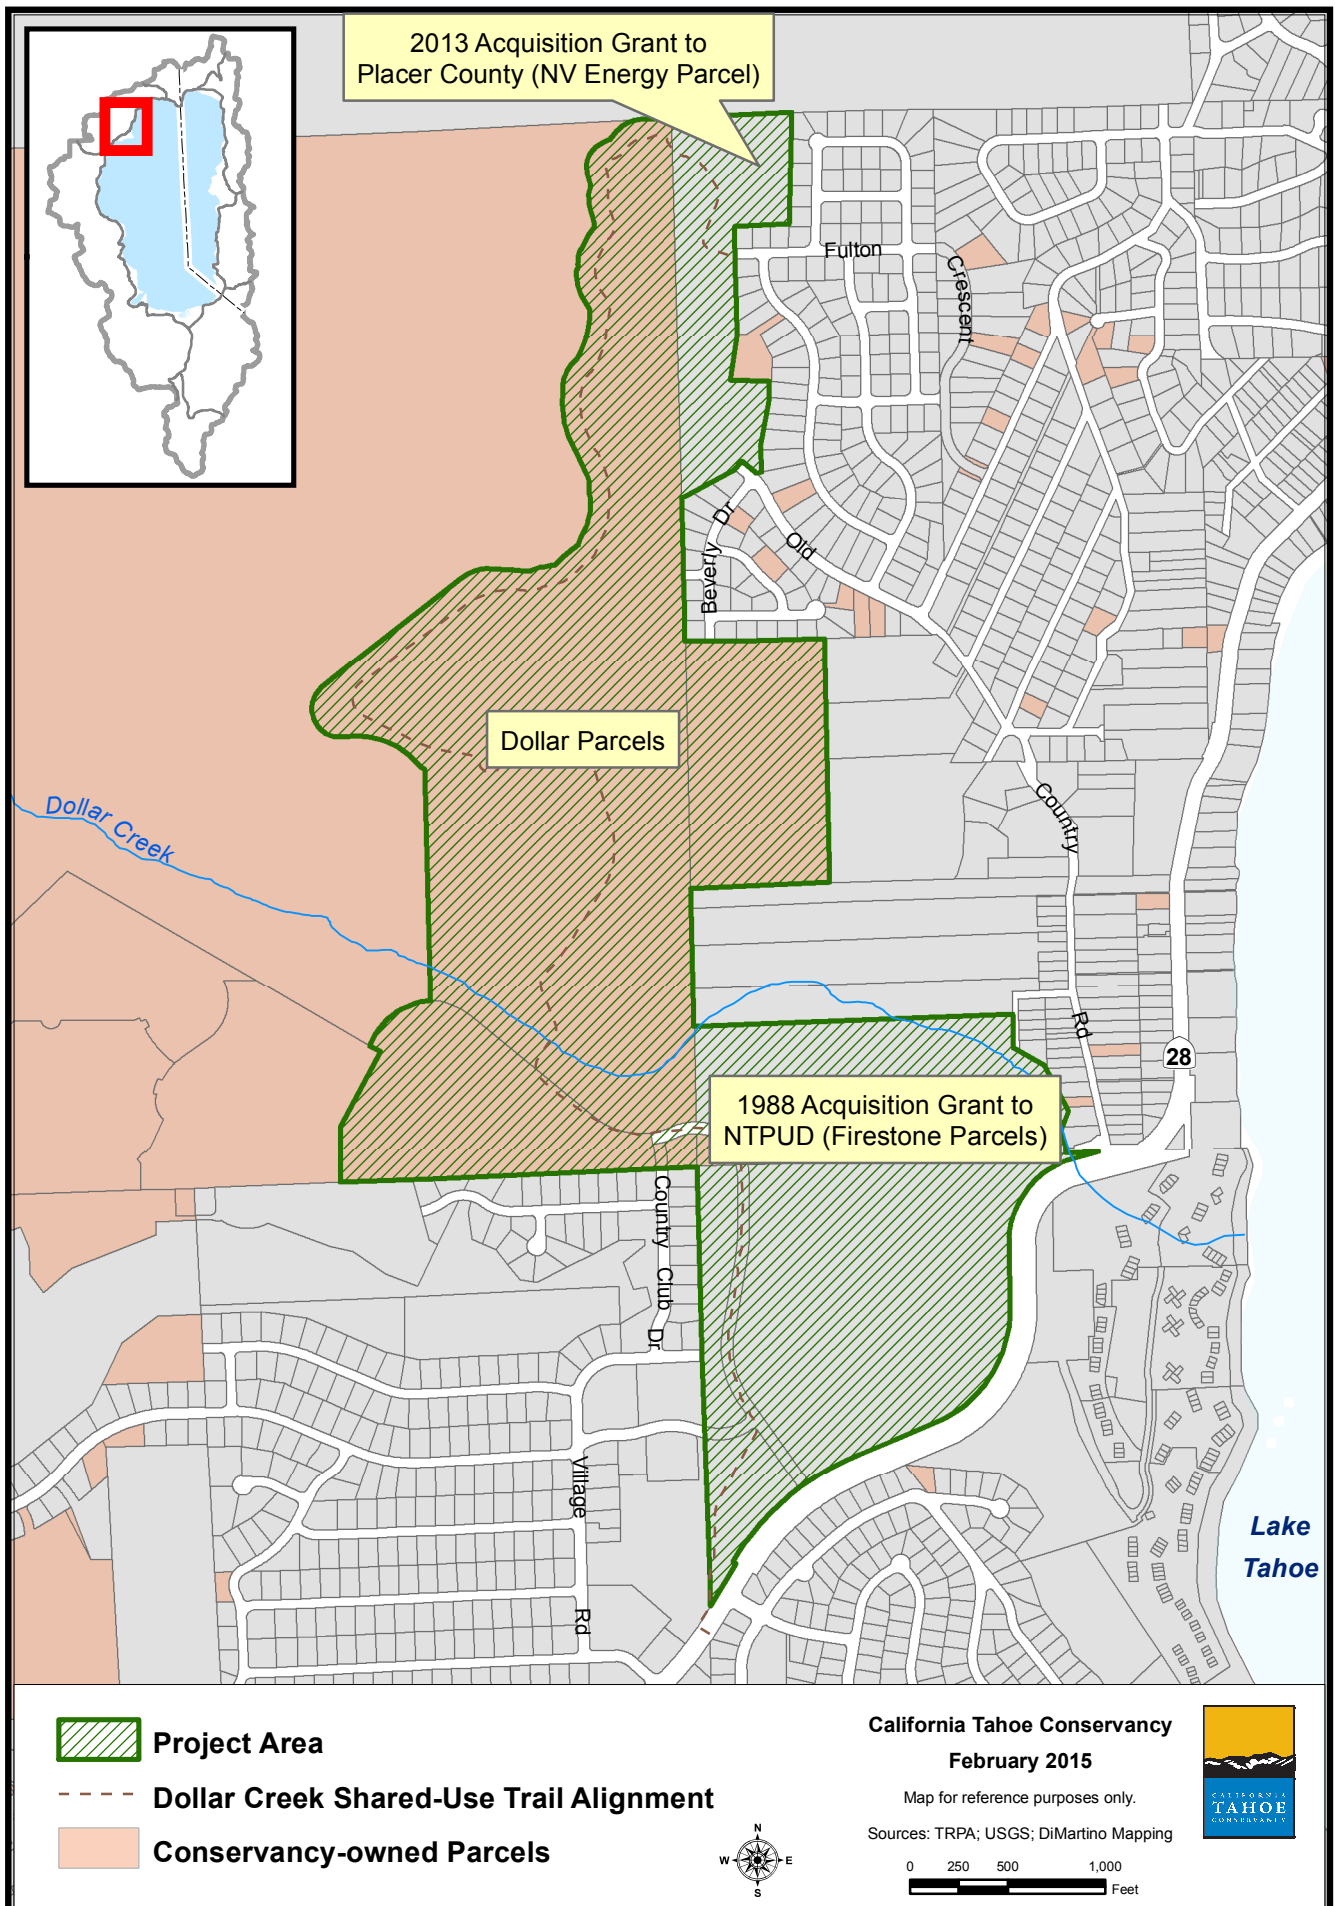 2013 Acquisition Grant to
Placer County (NV Energy Parcel)
Fulton
Crescent
Beverly Dr
Old
Dollar Parcels
Dollar Creek
Country
Rd
28
1988 Acquisition Grant to
NTPUD (Firestone Parcels)
Country Club Dr
Village
Rd
Lake
Tahoe
Project Area
Dollar Creek Shared-Use Trail Alignment
Conservancy-owned Parcels
N
W
E
S
California Tahoe Conservancy
February 2015
Map for reference purposes only.
Sources: TRPA; USGS; DiMartino Mapping
0 250 500 1,000
Feet
CALIFORNIA
TAHOE
CONSERVANCY